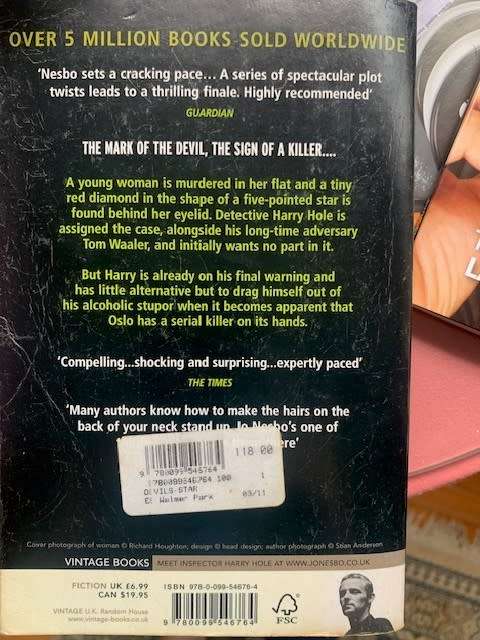 OVER 5 MILLION BOOKS SOLD WORLDWIDE
'Nesbo sets a cracking pace... A series of spectacular plot
twists leads to a thrilling finale. Highly recommended'
GUARDIAN
THE MARK OF THE DEVIL, THE SIGN OF A KILLER....
A young woman is murdered in her flat and a tiny
red diamond in the shape of a five-pointed star is
found behind her eyelid. Detective Harry Hole is
assigned the case, alongside his long-time adversary
Tom Waaler, and initially wants no part in it.
But Harry is already on his final warning and
has little alternative but to drag himself out of
his alcoholic stupor when it becomes apparent that
Oslo has a serial killer on its hands.
'Compelling...shocking and surprising...expertly paced'
THE TIMES
'Many authors know how to make the hairs on the
back of your neck stand up. Jo Nesbo's one of
118.00
9 780099 546764
9780099546764 100 1
DEVILS-STAR
E8 Walmer Park 03/11
Cover photograph of woman © Richard Houghton; design © head design; author photograph © Stian Andersen
VINTAGE BOOKS MEET INSPECTOR HARRY HOLE AT WWW.JONESBO.CO.UK
FICTION UK £6.99
CAN $19.95
ISBN 978-0-099-54676-4
VINTAGE U.K. Random House
www.vintage-books.co.uk
9 780099 546764
FSC